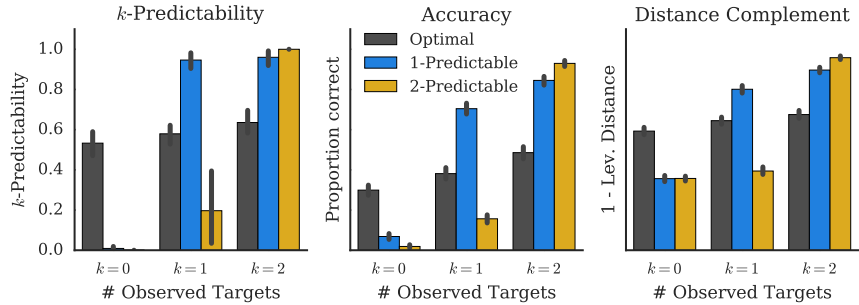 k-Predictability
Accuracy
Distance Complement
k-Predictability
1.0
0.8
0.6
0.4
0.2
0.0
k = 0
k = 1
k = 2
# Observed Targets
Proportion correct
Optimal
1-Predictable
2-Predictable
k = 0
k = 1
k = 2
# Observed Targets
1 - Lev. Distance
k = 0
k = 1
k = 2
# Observed Targets